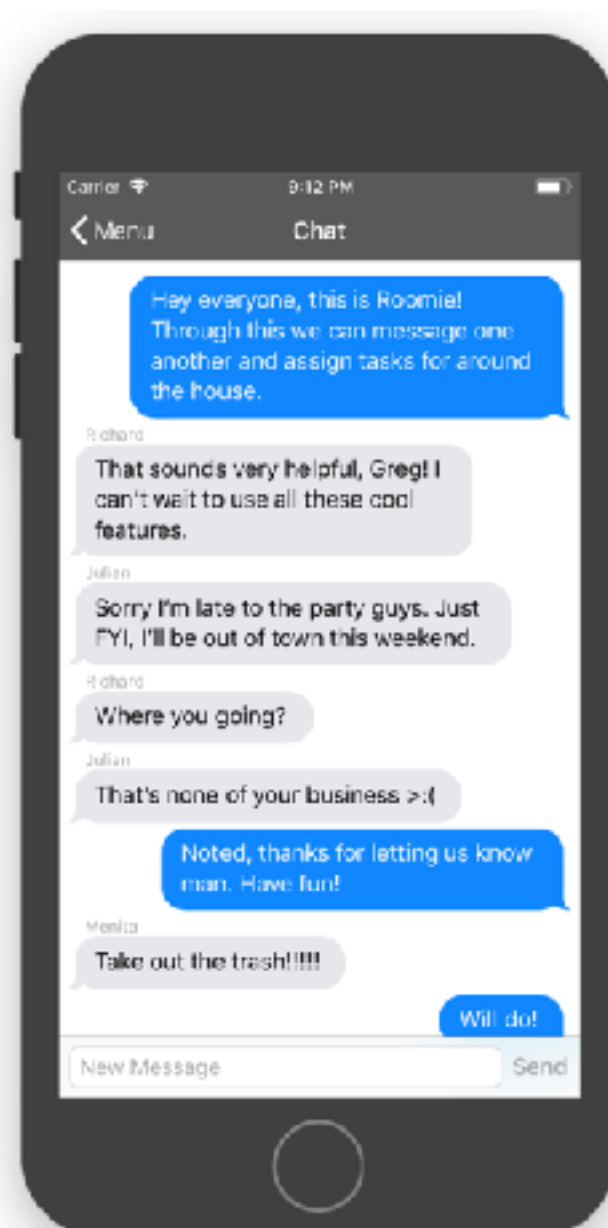 Carrier 9:12 PM
Menu Chat
Hey everyone, this is Roomie!
Through this we can message one
another and assign tasks for around
the house.
Richard
That sounds very helpful, Greg! I
can't wait to use all these cool
features.
Julian
Sorry I'm late to the party guys. Just
FYI, I'll be out of town this weekend.
Richard
Where you going?
Julian
That's none of your business >:(
Noted, thanks for letting us know
man. Have fun!
Take out the trash!!!!!
Will do!
New Message Send